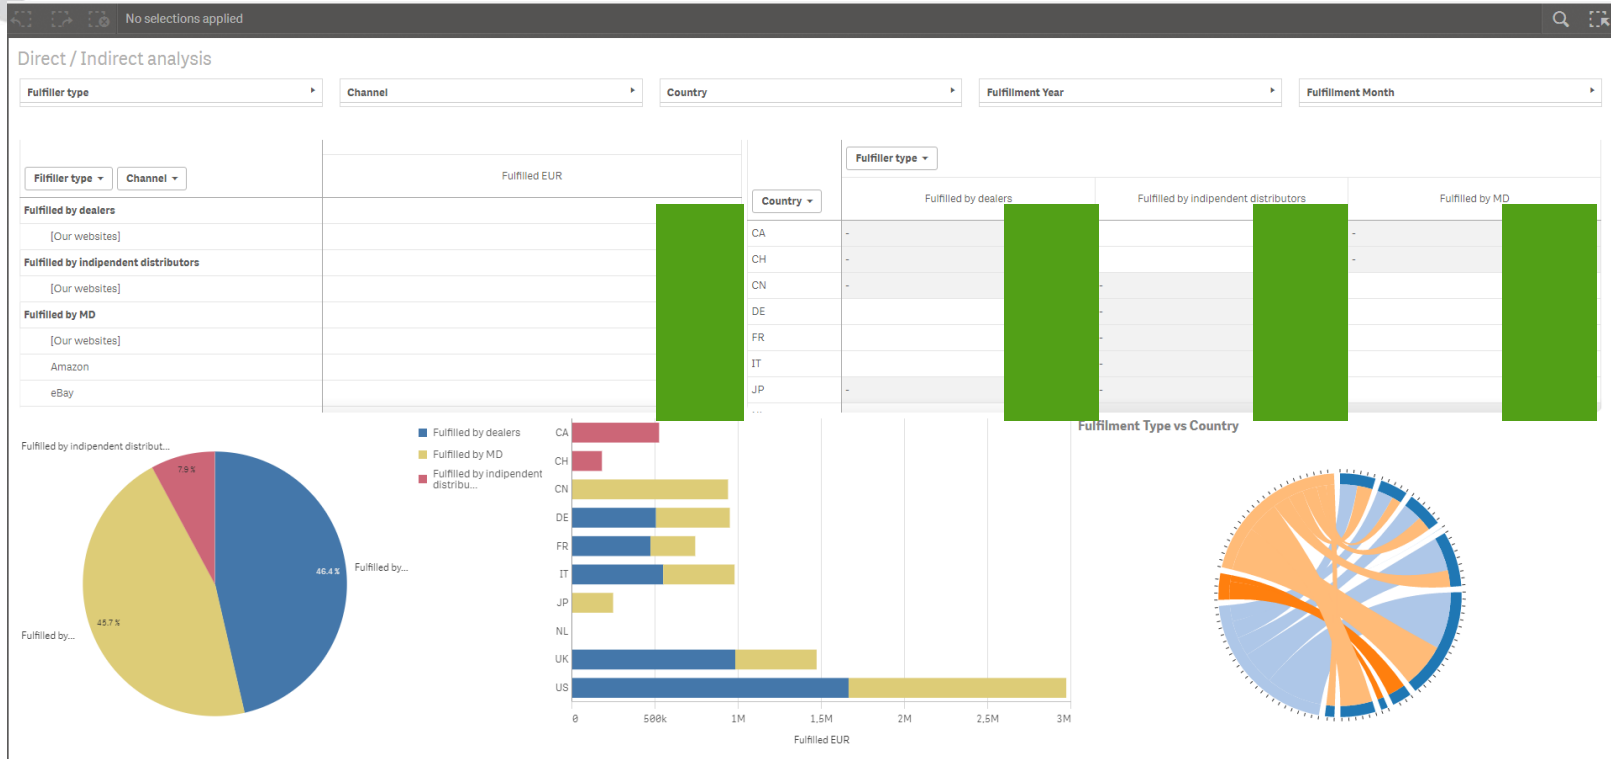 No selections applied
Direct / Indirect analysis
Fulfiller type
Channel
Country
Fulfillment Year
Fulfillment Month
Filfiller type
Channel
Fulfilled EUR
Fulfilled by dealers
[Our websites]
Fulfilled by indipendent distributors
[Our websites]
Fulfilled by MD
[Our websites]
Amazon
eBay
Fulfiller type
Country
Fulfilled by dealers
Fulfilled by indipendent distributors
Fulfilled by MD
CA - -
CH - -
CN - -
DE -
FR -
IT -
JP - -
Fulfilled by indipendent distribut...
7.9 %
46.4 %
Fulfilled by...
45.7 %
Fulfilled by...
Fulfilled by dealers
Fulfilled by MD
Fulfilled by indipendent
distribu...
CA
CH
CN
DE
FR
IT
JP
NL
UK
US
0 500k 1M 1,5M 2M 2,5M 3M
Fulfilled EUR
Fulfilment Type vs Country